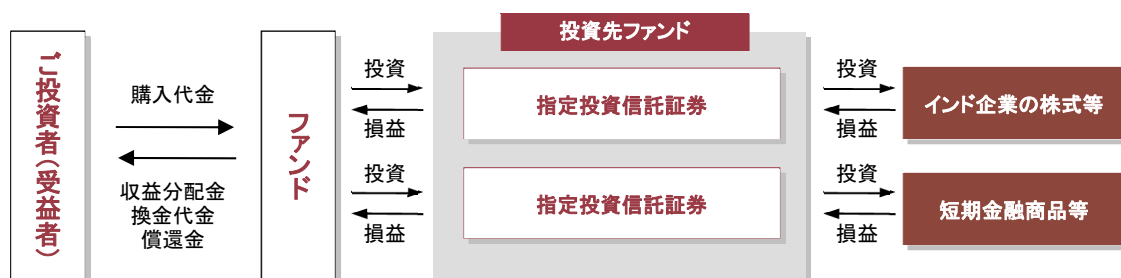 ご投資者(受益者)
購入代金
収益分配金
換金代金
償還金
ファンド
投資
損益
投資
損益
投資先ファンド
指定投資信託証券
指定投資信託証券
投資
損益
投資
損益
インド企業の株式等
短期金融商品等